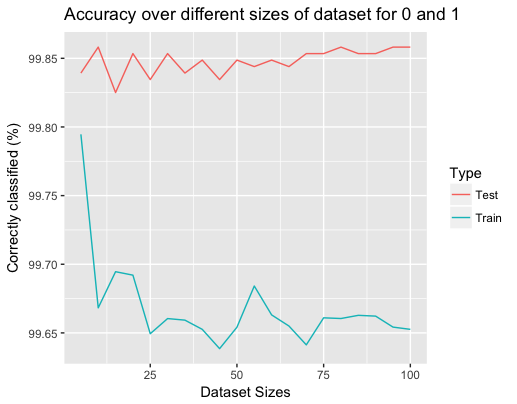 Accuracy over different sizes of dataset for 0 and 1
Correctly classified (%)
99.85
99.80
99.75
99.70
99.65
25
50
75
100
Dataset Sizes
Type
Test
Train